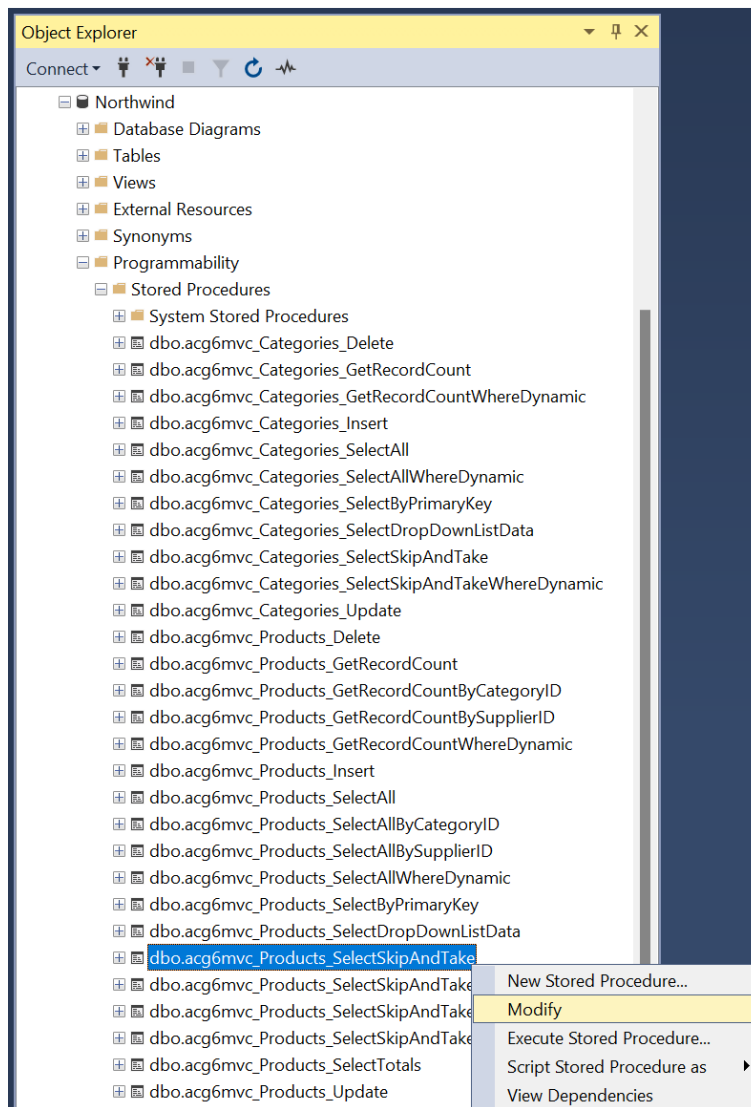 Object Explorer
Connect
Northwind
Database Diagrams
Tables
Views
External Resources
Synonyms
Programmability
Stored Procedures
System Stored Procedures
dbo.acg6mvc_Categories_Delete
dbo.acg6mvc_Categories_GetRecordCount
dbo.acg6mvc_Categories_GetRecordCountWhereDynamic
dbo.acg6mvc_Categories_Insert
dbo.acg6mvc_Categories_SelectAll
dbo.acg6mvc_Categories_SelectAllWhereDynamic
dbo.acg6mvc_Categories_SelectByPrimaryKey
dbo.acg6mvc_Categories_SelectDropDownListData
dbo.acg6mvc_Categories_SelectSkipAndTake
dbo.acg6mvc_Categories_SelectSkipAndTakeWhereDynamic
dbo.acg6mvc_Categories_Update
dbo.acg6mvc_Products_Delete
dbo.acg6mvc_Products_GetRecordCount
dbo.acg6mvc_Products_GetRecordCountByCategoryID
dbo.acg6mvc_Products_GetRecordCountBySupplierID
dbo.acg6mvc_Products_GetRecordCountWhereDynamic
dbo.acg6mvc_Products_Insert
dbo.acg6mvc_Products_SelectAll
dbo.acg6mvc_Products_SelectAllByCategoryID
dbo.acg6mvc_Products_SelectAllBySupplierID
dbo.acg6mvc_Products_SelectAllWhereDynamic
dbo.acg6mvc_Products_SelectByPrimaryKey
dbo.acg6mvc_Products_SelectDropDownListData
dbo.acg6mvc_Products_SelectSkipAndTake
dbo.acg6mvc_Products_SelectSkipAndTake
dbo.acg6mvc_Products_SelectSkipAndTake
dbo.acg6mvc_Products_SelectSkipAndTake
dbo.acg6mvc_Products_SelectTotals
dbo.acg6mvc_Products_Update
New Stored Procedure...
Modify
Execute Stored Procedure...
Script Stored Procedure as
View Dependencies